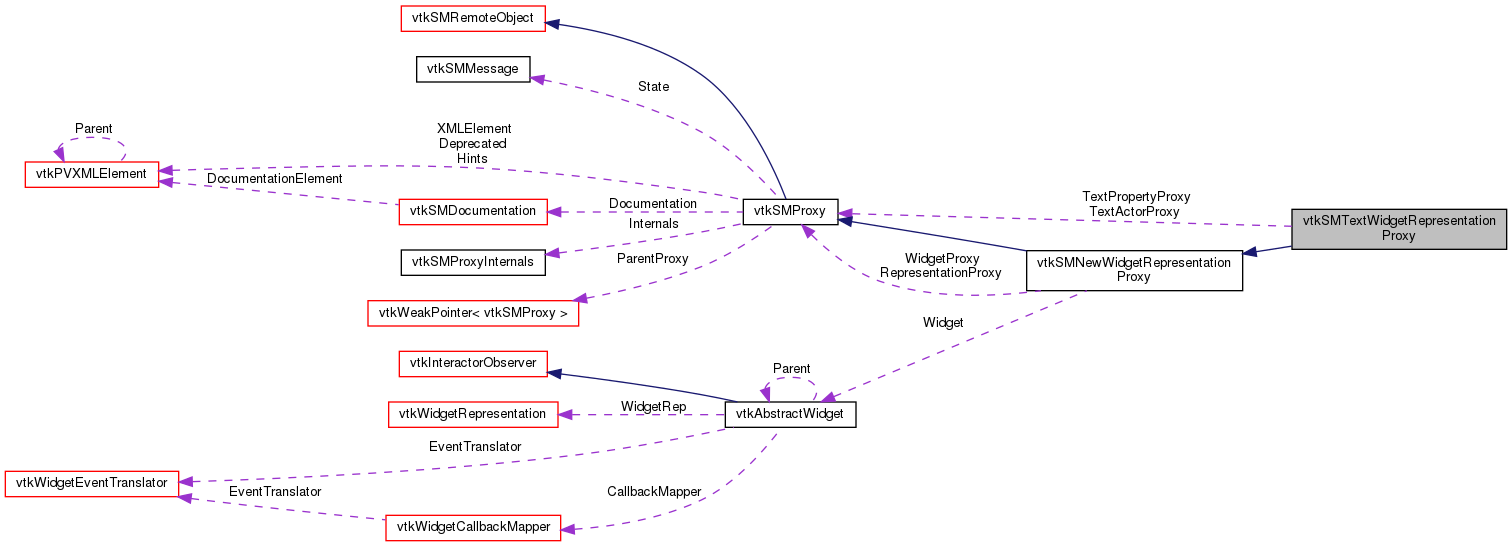 vtkSMRemoteObject
vtkSMMessage
State
Parent
XMLElement
Deprecated
Hints
vtkPVXMLElement
DocumentationElement
vtkSMDocumentation
Documentation
vtkSMProxy
TextPropertyProxy
TextActorProxy
vtkSMTextWidgetRepresentation
Proxy
Internals
vtkSMProxyInternals
ParentProxy
WidgetProxy
RepresentationProxy
vtkSMNewWidgetRepresentation
Proxy
vtkWeakPointer< vtkSMProxy >
Widget
vtkInteractorObserver
Parent
vtkWidgetRepresentation
WidgetRep
vtkAbstractWidget
EventTranslator
vtkWidgetEventTranslator
EventTranslator
CallbackMapper
vtkWidgetCallbackMapper